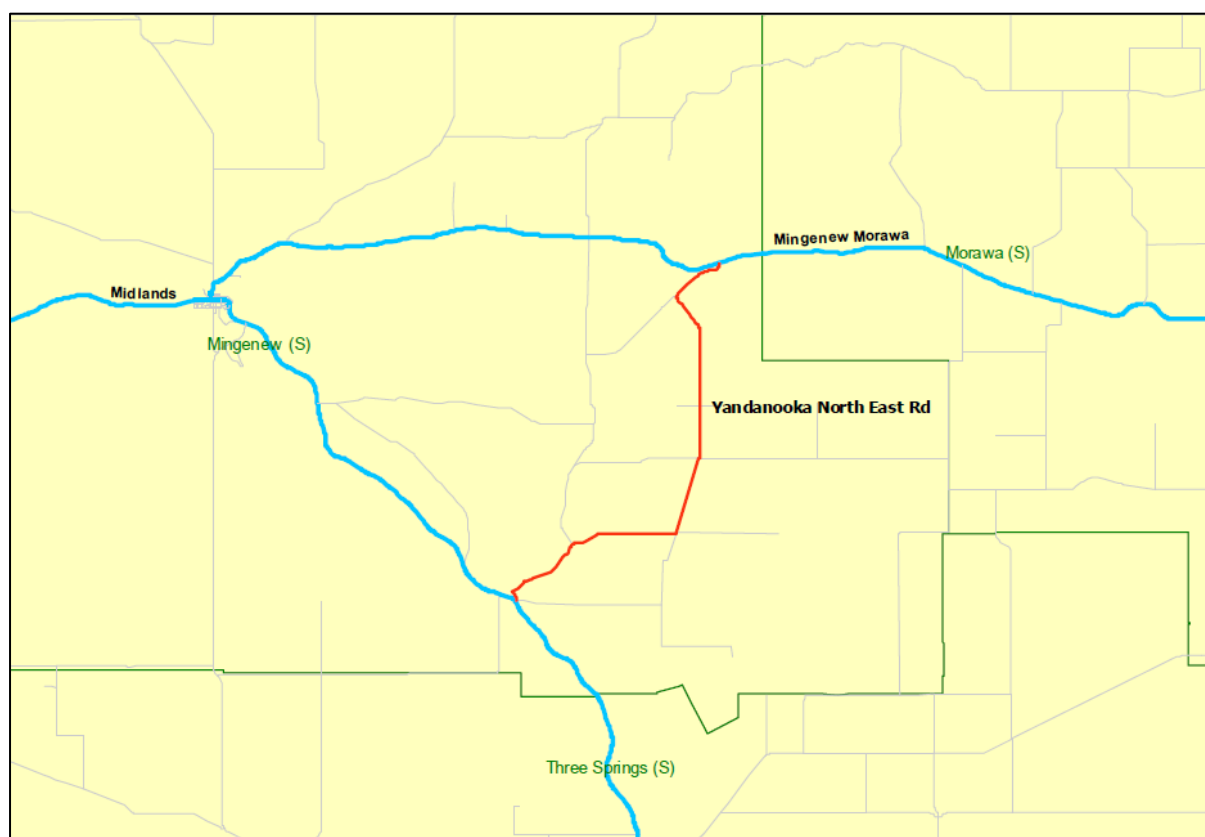 Mingenew Morawa
Morawa (S)
Midlands
Mingenew (S)
Yandanooka North East Rd
Three Springs (S)